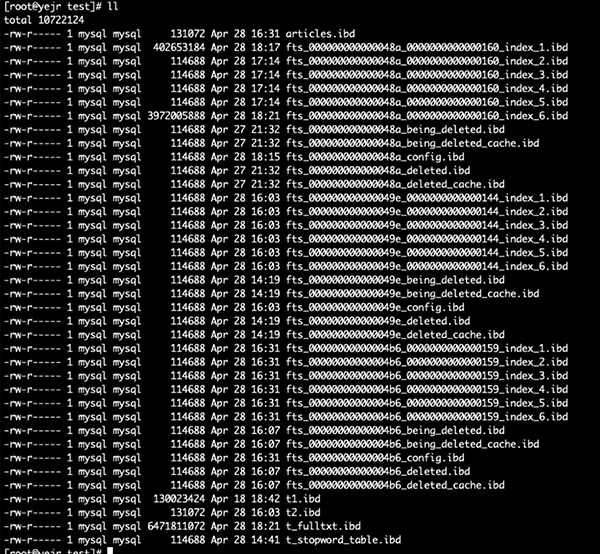 [root@yejr test]# ll
total 10722124
-rw-r----- 1 mysql mysql 131072 Apr 28 16:31 articles.ibd
-rw-r----- 1 mysql mysql 402653184 Apr 28 18:17 fts_000000000000048a_0000000000000160_index_1.ibd
-rw-r----- 1 mysql mysql 114688 Apr 28 17:14 fts_000000000000048a_0000000000000160_index_2.ibd
-rw-r----- 1 mysql mysql 114688 Apr 28 17:14 fts_000000000000048a_0000000000000160_index_3.ibd
-rw-r----- 1 mysql mysql 114688 Apr 28 17:14 fts_000000000000048a_0000000000000160_index_4.ibd
-rw-r----- 1 mysql mysql 114688 Apr 28 17:14 fts_000000000000048a_0000000000000160_index_5.ibd
-rw-r----- 1 mysql mysql 3972005888 Apr 28 18:21 fts_000000000000048a_0000000000000160_index_6.ibd
-rw-r----- 1 mysql mysql 114688 Apr 27 21:32 fts_000000000000048a_being_deleted.ibd
-rw-r----- 1 mysql mysql 114688 Apr 27 21:32 fts_000000000000048a_being_deleted_cache.ibd
-rw-r----- 1 mysql mysql 114688 Apr 28 18:15 fts_000000000000048a_config.ibd
-rw-r----- 1 mysql mysql 114688 Apr 27 21:32 fts_000000000000048a_deleted.ibd
-rw-r----- 1 mysql mysql 114688 Apr 27 21:32 fts_000000000000048a_deleted_cache.ibd
-rw-r----- 1 mysql mysql 114688 Apr 28 16:03 fts_000000000000049e_0000000000000144_index_1.ibd
-rw-r----- 1 mysql mysql 114688 Apr 28 16:03 fts_000000000000049e_0000000000000144_index_2.ibd
-rw-r----- 1 mysql mysql 114688 Apr 28 16:03 fts_000000000000049e_0000000000000144_index_3.ibd
-rw-r----- 1 mysql mysql 114688 Apr 28 16:03 fts_000000000000049e_0000000000000144_index_4.ibd
-rw-r----- 1 mysql mysql 114688 Apr 28 16:03 fts_000000000000049e_0000000000000144_index_5.ibd
-rw-r----- 1 mysql mysql 114688 Apr 28 16:03 fts_000000000000049e_0000000000000144_index_6.ibd
-rw-r----- 1 mysql mysql 114688 Apr 28 14:19 fts_000000000000049e_being_deleted.ibd
-rw-r----- 1 mysql mysql 114688 Apr 28 14:19 fts_000000000000049e_being_deleted_cache.ibd
-rw-r----- 1 mysql mysql 114688 Apr 28 16:03 fts_000000000000049e_config.ibd
-rw-r----- 1 mysql mysql 114688 Apr 28 14:19 fts_000000000000049e_deleted.ibd
-rw-r----- 1 mysql mysql 114688 Apr 28 14:19 fts_000000000000049e_deleted_cache.ibd
-rw-r----- 1 mysql mysql 114688 Apr 28 16:31 fts_00000000000004b6_0000000000000159_index_1.ibd
-rw-r----- 1 mysql mysql 114688 Apr 28 16:31 fts_00000000000004b6_0000000000000159_index_2.ibd
-rw-r----- 1 mysql mysql 114688 Apr 28 16:31 fts_00000000000004b6_0000000000000159_index_3.ibd
-rw-r----- 1 mysql mysql 114688 Apr 28 16:31 fts_00000000000004b6_0000000000000159_index_4.ibd
-rw-r----- 1 mysql mysql 114688 Apr 28 16:31 fts_00000000000004b6_0000000000000159_index_5.ibd
-rw-r----- 1 mysql mysql 114688 Apr 28 16:31 fts_00000000000004b6_0000000000000159_index_6.ibd
-rw-r----- 1 mysql mysql 114688 Apr 28 16:07 fts_00000000000004b6_being_deleted.ibd
-rw-r----- 1 mysql mysql 114688 Apr 28 16:07 fts_00000000000004b6_being_deleted_cache.ibd
-rw-r----- 1 mysql mysql 114688 Apr 28 16:31 fts_00000000000004b6_config.ibd
-rw-r----- 1 mysql mysql 114688 Apr 28 16:07 fts_00000000000004b6_deleted.ibd
-rw-r----- 1 mysql mysql 114688 Apr 28 16:07 fts_00000000000004b6_deleted_cache.ibd
-rw-r----- 1 mysql mysql 130023424 Apr 18 18:42 t1.ibd
-rw-r----- 1 mysql mysql 131072 Apr 28 16:03 t2.ibd
-rw-r----- 1 mysql mysql 6471811072 Apr 28 18:21 t_fulltxt.ibd
-rw-r----- 1 mysql mysql 114688 Apr 28 14:41 t_stopword_table.ibd
[root@yejr test]#